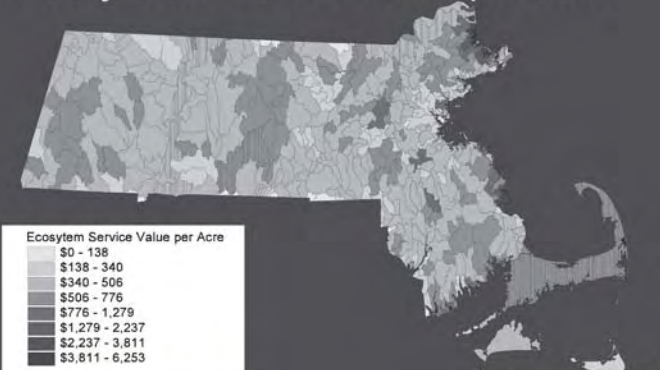 Ecosytem Service Value per Acre
$0 - 138
$138 - 340
$340 - 506
$506 - 776
$776 - 1,279
$1,279 - 2,237
$2,237 - 3,811
$3,811 - 6,253